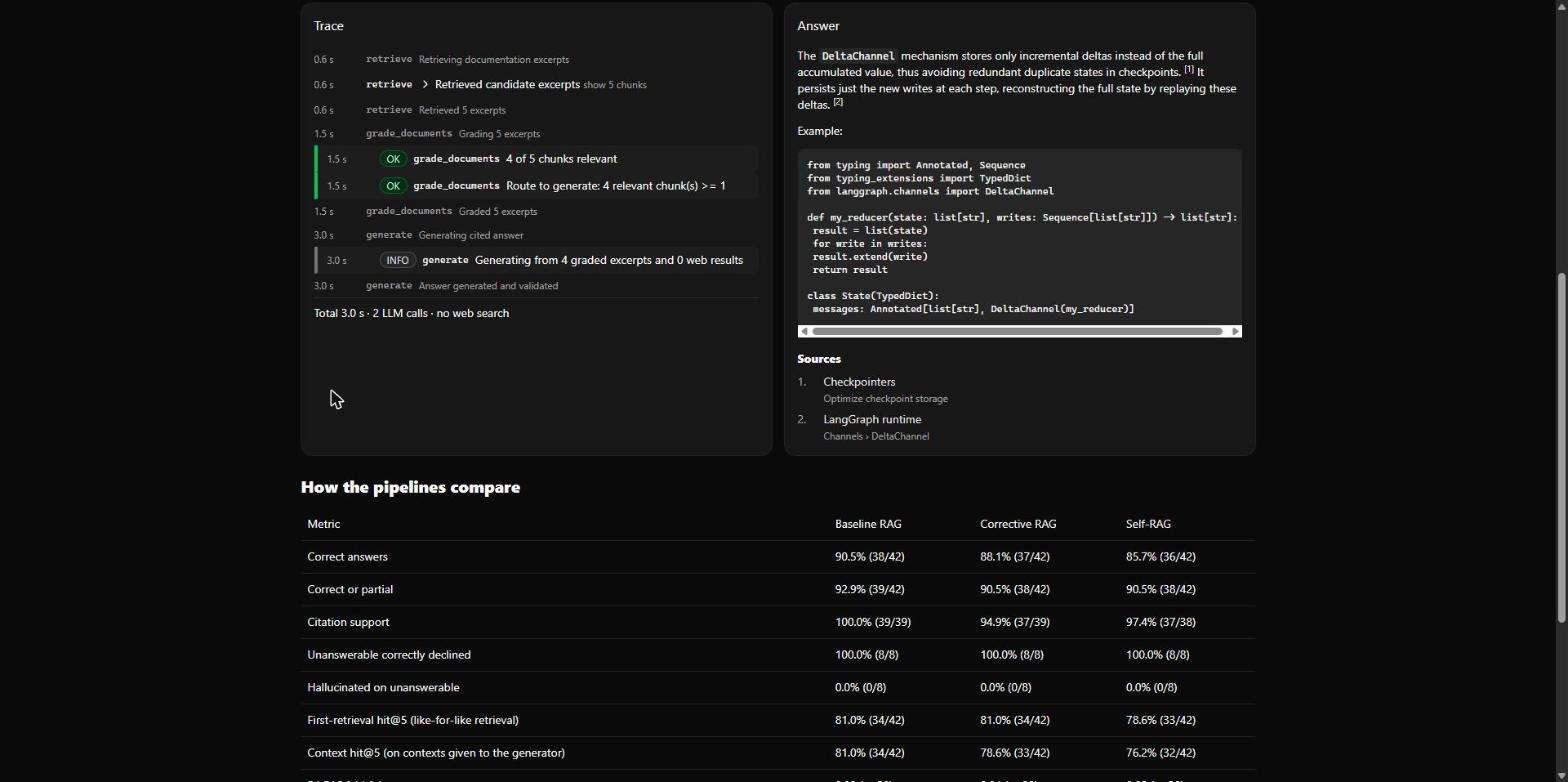 Trace
0.6 s retrieve Retrieving documentation excerpts
0.6 s retrieve > Retrieved candidate excerpts show 5 chunks
0.6 s retrieve Retrieved 5 excerpts
1.5 s grade_documents Grading 5 excerpts
1.5 s OK grade_documents 4 of 5 chunks relevant
1.5 s OK grade_documents Route to generate: 4 relevant chunk(s) >= 1
1.5 s grade_documents Graded 5 excerpts
3.0 s generate Generating cited answer
3.0 s INFO generate Generating from 4 graded excerpts and 0 web results
3.0 s generate Answer generated and validated
Total 3.0 s · 2 LLM calls · no web search
Answer
The DeltaChannel mechanism stores only incremental deltas instead of the full
accumulated value, thus avoiding redundant duplicate states in checkpoints. [1] It
persists just the new writes at each step, reconstructing the full state by replaying these
deltas. [2]
Example:
from typing import Annotated, Sequence
from typing_extensions import TypedDict
from langgraph.channels import DeltaChannel
def my_reducer(state: list[str], writes: Sequence[list[str]]) -> list[str]:
result = list(state)
for write in writes:
result.extend(write)
return result
class State(TypedDict):
messages: Annotated[list[str], DeltaChannel(my_reducer)]
Sources
1. Checkpointers
Optimize checkpoint storage
2. LangGraph runtime
Channels › DeltaChannel
How the pipelines compare
Metric Baseline RAG Corrective RAG Self-RAG
Correct answers 90.5% (38/42) 88.1% (37/42) 85.7% (36/42)
Correct or partial 92.9% (39/42) 90.5% (38/42) 90.5% (38/42)
Citation support 100.0% (39/39) 94.9% (37/39) 97.4% (37/38)
Unanswerable correctly declined 100.0% (8/8) 100.0% (8/8) 100.0% (8/8)
Hallucinated on unanswerable 0.0% (0/8) 0.0% (0/8) 0.0% (0/8)
First-retrieval hit@5 (like-for-like retrieval) 81.0% (34/42) 81.0% (34/42) 78.6% (33/42)
Context hit@5 (on contexts given to the generator) 81.0% (34/42) 78.6% (33/42) 76.2% (32/42)